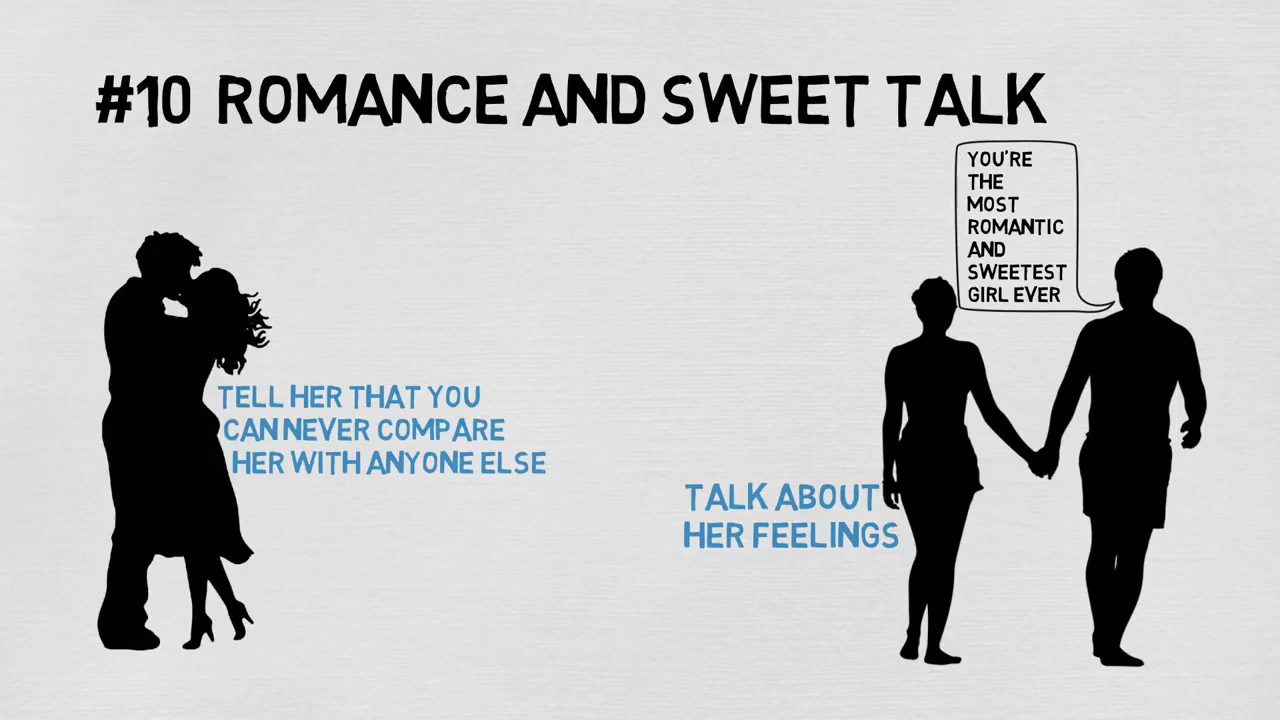 #10 ROMANCE AND SWEET TALK
YOU'RE
THE
MOST
ROMANTIC
AND
SWEETEST
GIRL EVER
TELL HER THAT YOU
CAN NEVER COMPARE
HER WITH ANYONE ELSE
TALK ABOUT
HER FEELINGS